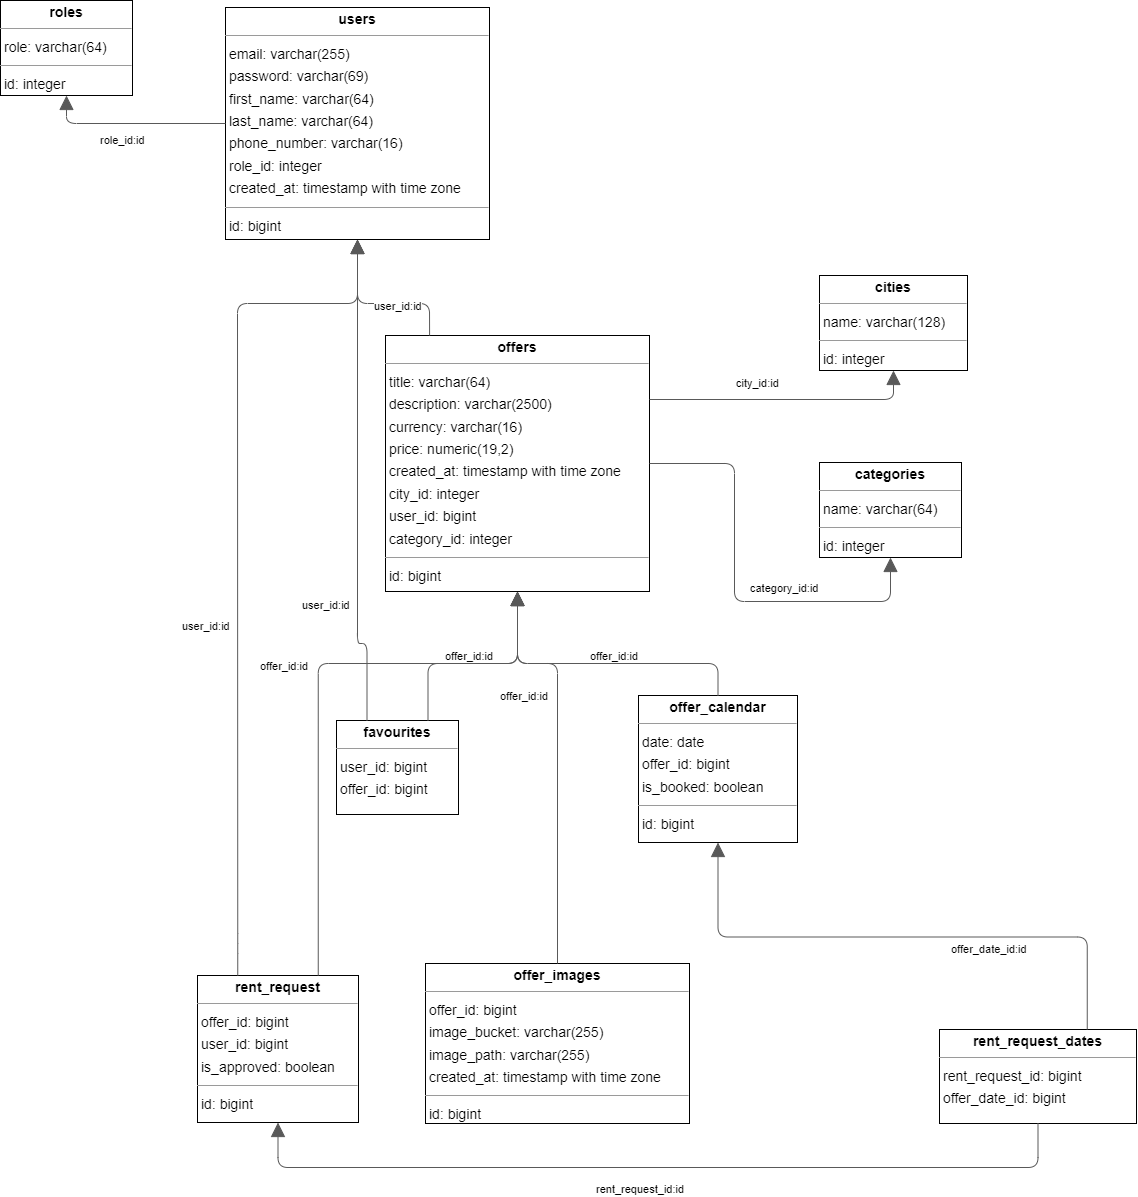 roles
role: varchar(64)
id: integer
users
email: varchar(255)
password: varchar(69)
first_name: varchar(64)
last_name: varchar(64)
phone_number: varchar(16)
role_id: integer
created_at: timestamp with time zone
id: bigint
role_id:id
user_id:id
cities
name: varchar(128)
id: integer
offers
title: varchar(64)
description: varchar(2500)
currency: varchar(16)
price: numeric(19,2)
created_at: timestamp with time zone
city_id: integer
user_id: bigint
category_id: integer
id: bigint
city_id:id
categories
name: varchar(64)
id: integer
category_id:id
user_id:id
user_id:id
offer_id:id
offer_id:id
offer_id:id
offer_id:id
favourites
user_id: bigint
offer_id: bigint
offer_calendar
date: date
offer_id: bigint
is_booked: boolean
id: bigint
offer_date_id:id
rent_request
offer_id: bigint
user_id: bigint
is_approved: boolean
id: bigint
offer_images
offer_id: bigint
image_bucket: varchar(255)
image_path: varchar(255)
created_at: timestamp with time zone
id: bigint
rent_request_dates
rent_request_id: bigint
offer_date_id: bigint
rent_request_id:id